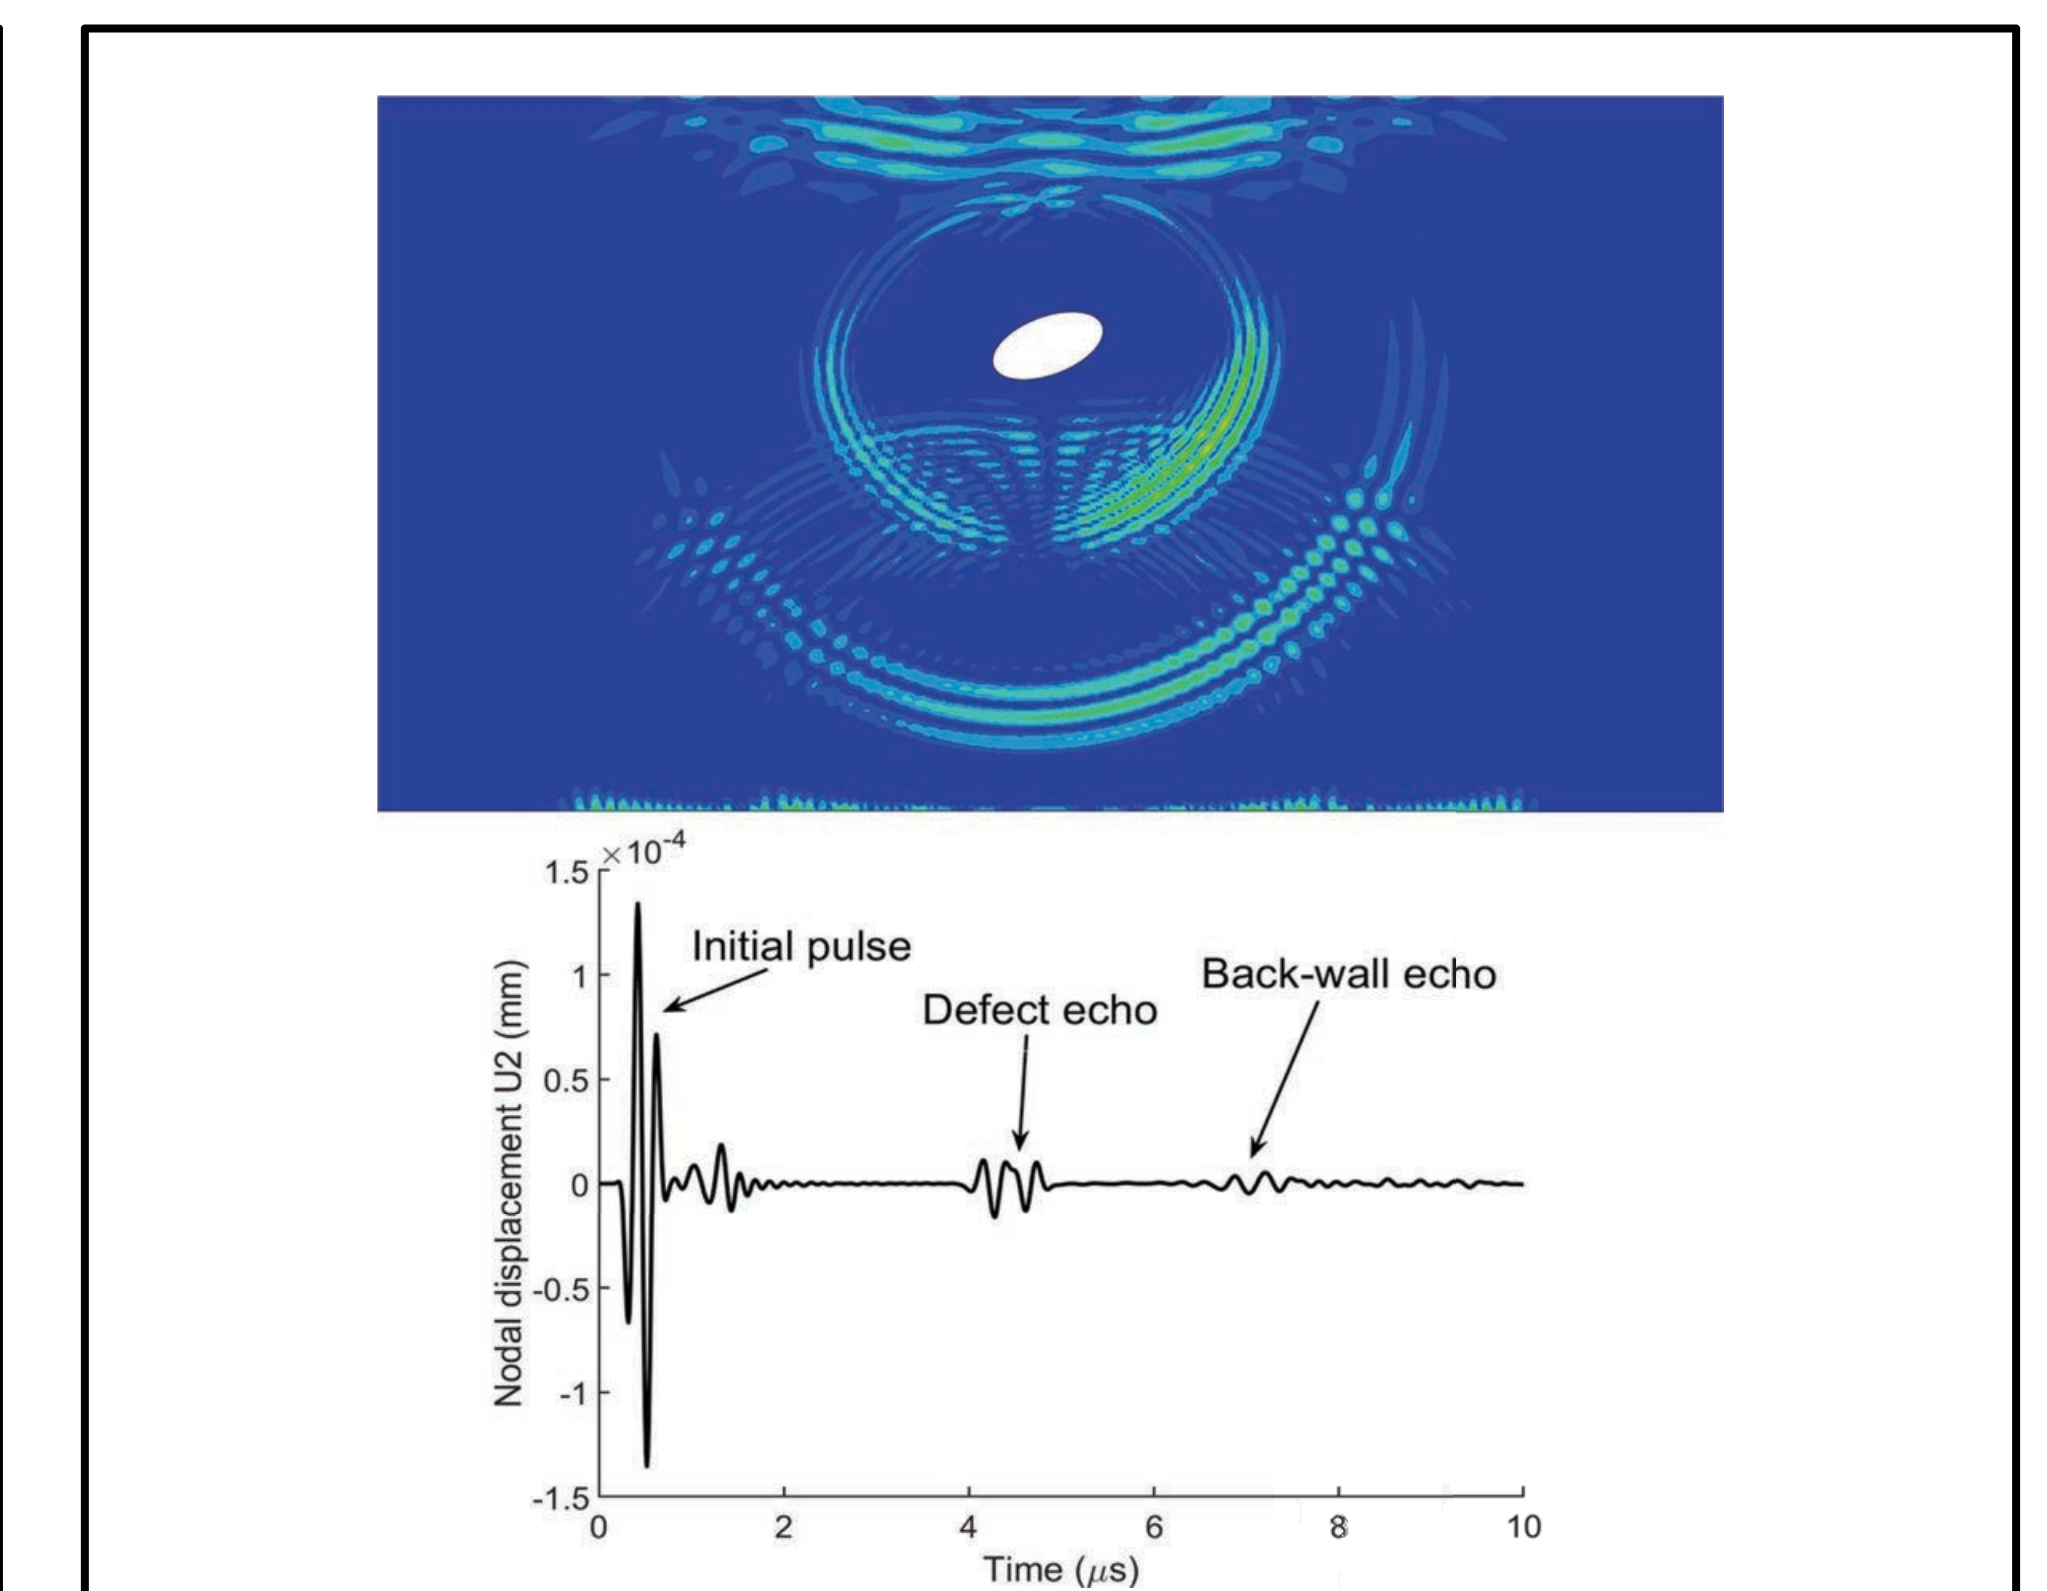 ×10⁻⁴
1.5
Initial pulse
1
Back-wall echo
Defect echo
0.5
0
-0.5
-1
-1.5
Nodal displacement U2 (mm)
0 2 4 6 8 10
Time (μs)